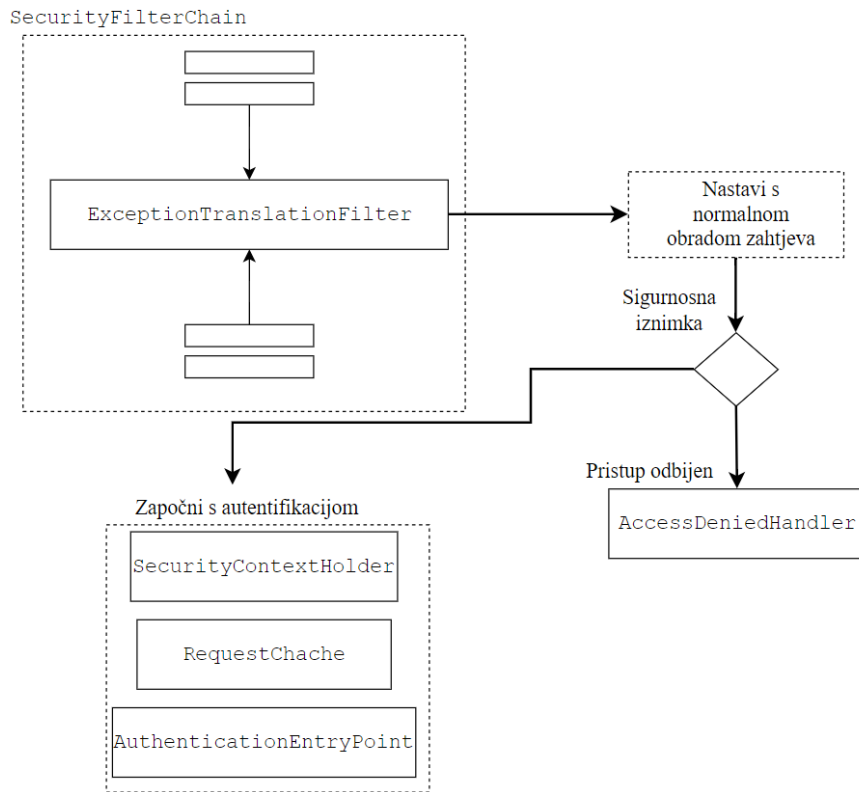 SecurityFilterChain
ExceptionTranslationFilter
Nastavi s
normalnom
obradom zahtjeva
Sigurnosna
iznimka
Pristup odbijen
AccessDeniedHandler
Započni s autentifikacijom
SecurityContextHolder
RequestChache
AuthenticationEntryPoint